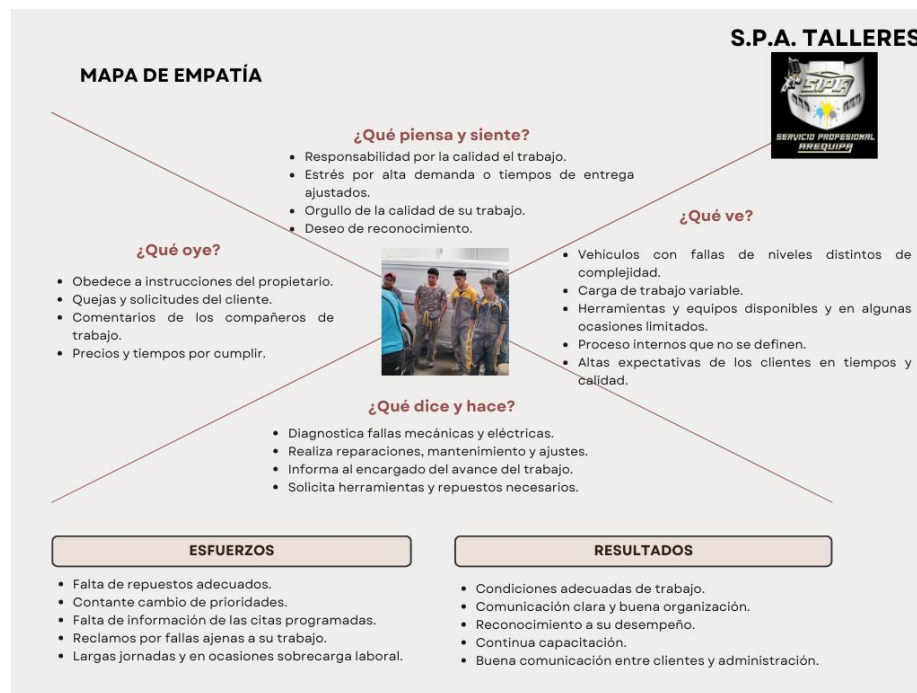 S.P.A. TALLERES
MAPA DE EMPATÍA
SPA
SERVICIO PROFESIONAL
AREQUIPA
¿Qué piensa y siente?
• Responsabilidad por la calidad el trabajo.
• Estrés por alta demanda o tiempos de entrega
ajustados.
• Orgullo de la calidad de su trabajo.
• Deseo de reconocimiento.
¿Qué ve?
• Vehículos con fallas de niveles distintos de
complejidad.
• Carga de trabajo variable.
• Herramientas y equipos disponibles y en algunas
ocasiones limitados.
• Proceso internos que no se definen.
• Altas expectativas de los clientes en tiempos y
calidad.
¿Qué oye?
• Obedece a instrucciones del propietario.
• Quejas y solicitudes del cliente.
• Comentarios de los compañeros de
trabajo.
• Precios y tiempos por cumplir.
¿Qué dice y hace?
• Diagnostica fallas mecánicas y eléctricas.
• Realiza reparaciones, mantenimiento y ajustes.
• Informa al encargado del avance del trabajo.
• Solicita herramientas y repuestos necesarios.
ESFUERZOS
• Falta de repuestos adecuados.
• Contante cambio de prioridades.
• Falta de información de las citas programadas.
• Reclamos por fallas ajenas a su trabajo.
• Largas jornadas y en ocasiones sobrecarga laboral.
RESULTADOS
• Condiciones adecuadas de trabajo.
• Comunicación clara y buena organización.
• Reconocimiento a su desempeño.
• Continua capacitación.
• Buena comunicación entre clientes y administración.